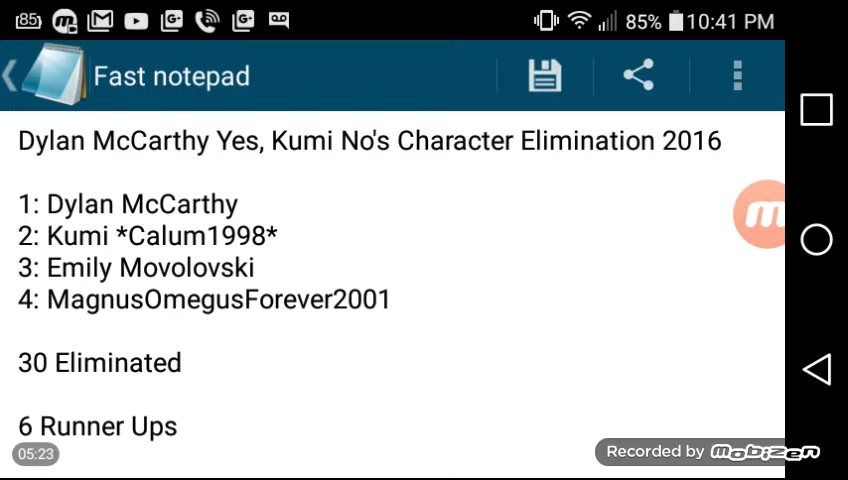 85 85% 10:41 PM
Fast notepad
Dylan McCarthy Yes, Kumi No's Character Elimination 2016
1: Dylan McCarthy
2: Kumi *Calum1998*
3: Emily Movolovski
4: MagnusOmegusForever2001
30 Eliminated
6 Runner Ups
05:23 Recorded by Mobizen